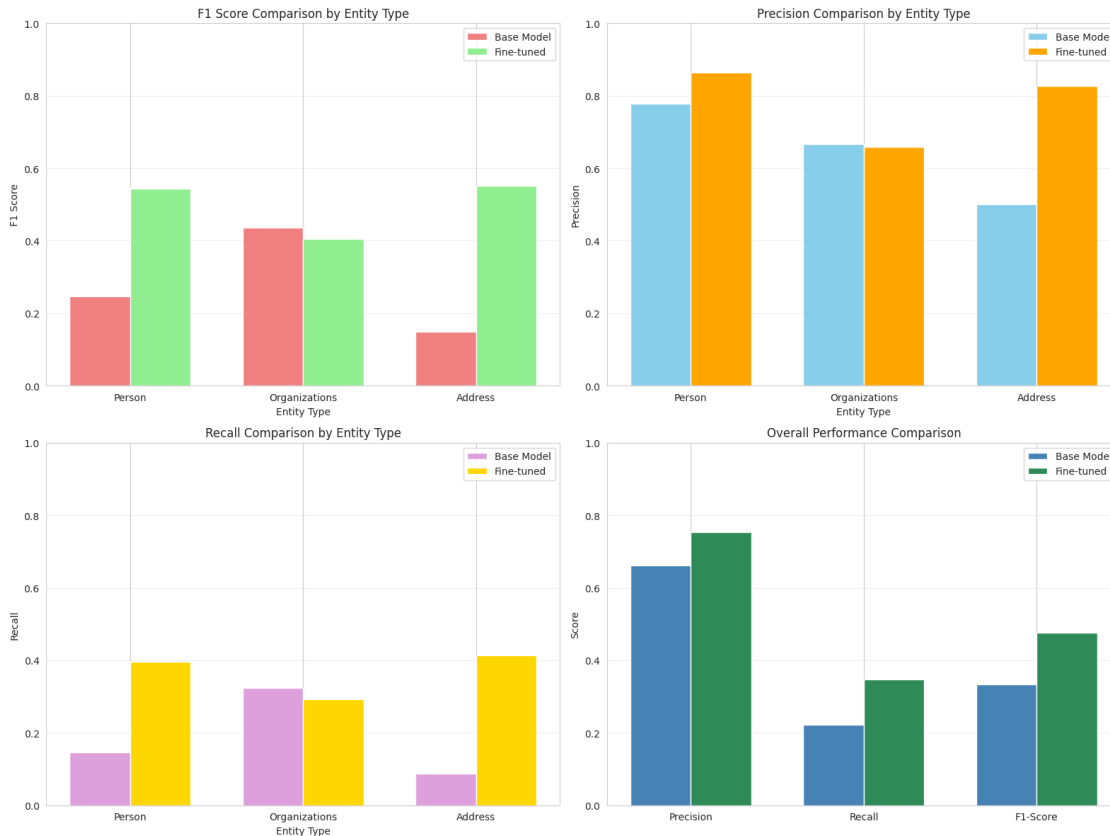 F1 Score Comparison by Entity Type
Base Model
Fine-tuned
1.0
0.8
0.6
0.4
0.2
0.0
F1 Score
Person
Organizations
Address
Entity Type
Precision Comparison by Entity Type
Base Model
Fine-tuned
1.0
0.8
0.6
0.4
0.2
0.0
Precision
Person
Organizations
Address
Entity Type
Recall Comparison by Entity Type
Base Model
Fine-tuned
1.0
0.8
0.6
0.4
0.2
0.0
Recall
Person
Organizations
Address
Entity Type
Overall Performance Comparison
Base Model
Fine-tuned
1.0
0.8
0.6
0.4
0.2
0.0
Score
Precision
Recall
F1-Score